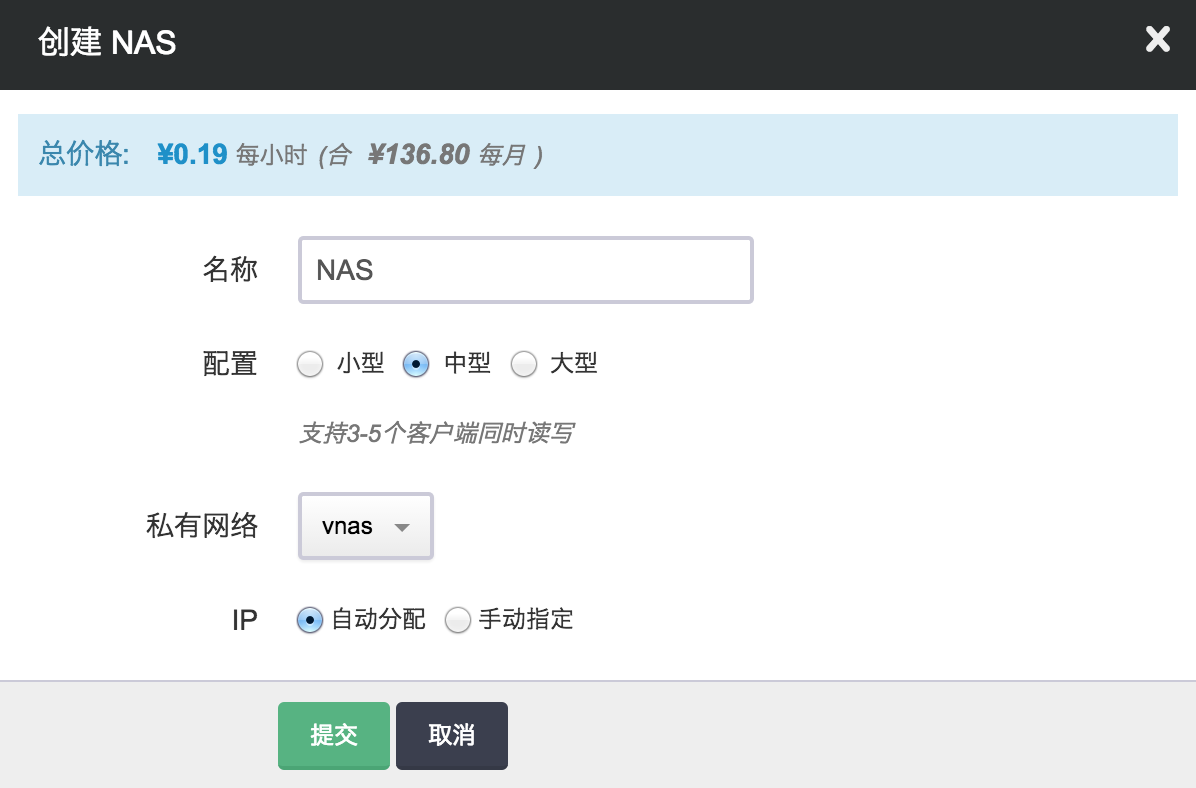 创建 NAS
总价格: ¥0.19 每小时 (合 ¥136.80 每月 )
名称 NAS
配置 小型 中型 大型
支持3-5个客户端同时读写
私有网络 vnas
IP 自动分配 手动指定
提交 取消